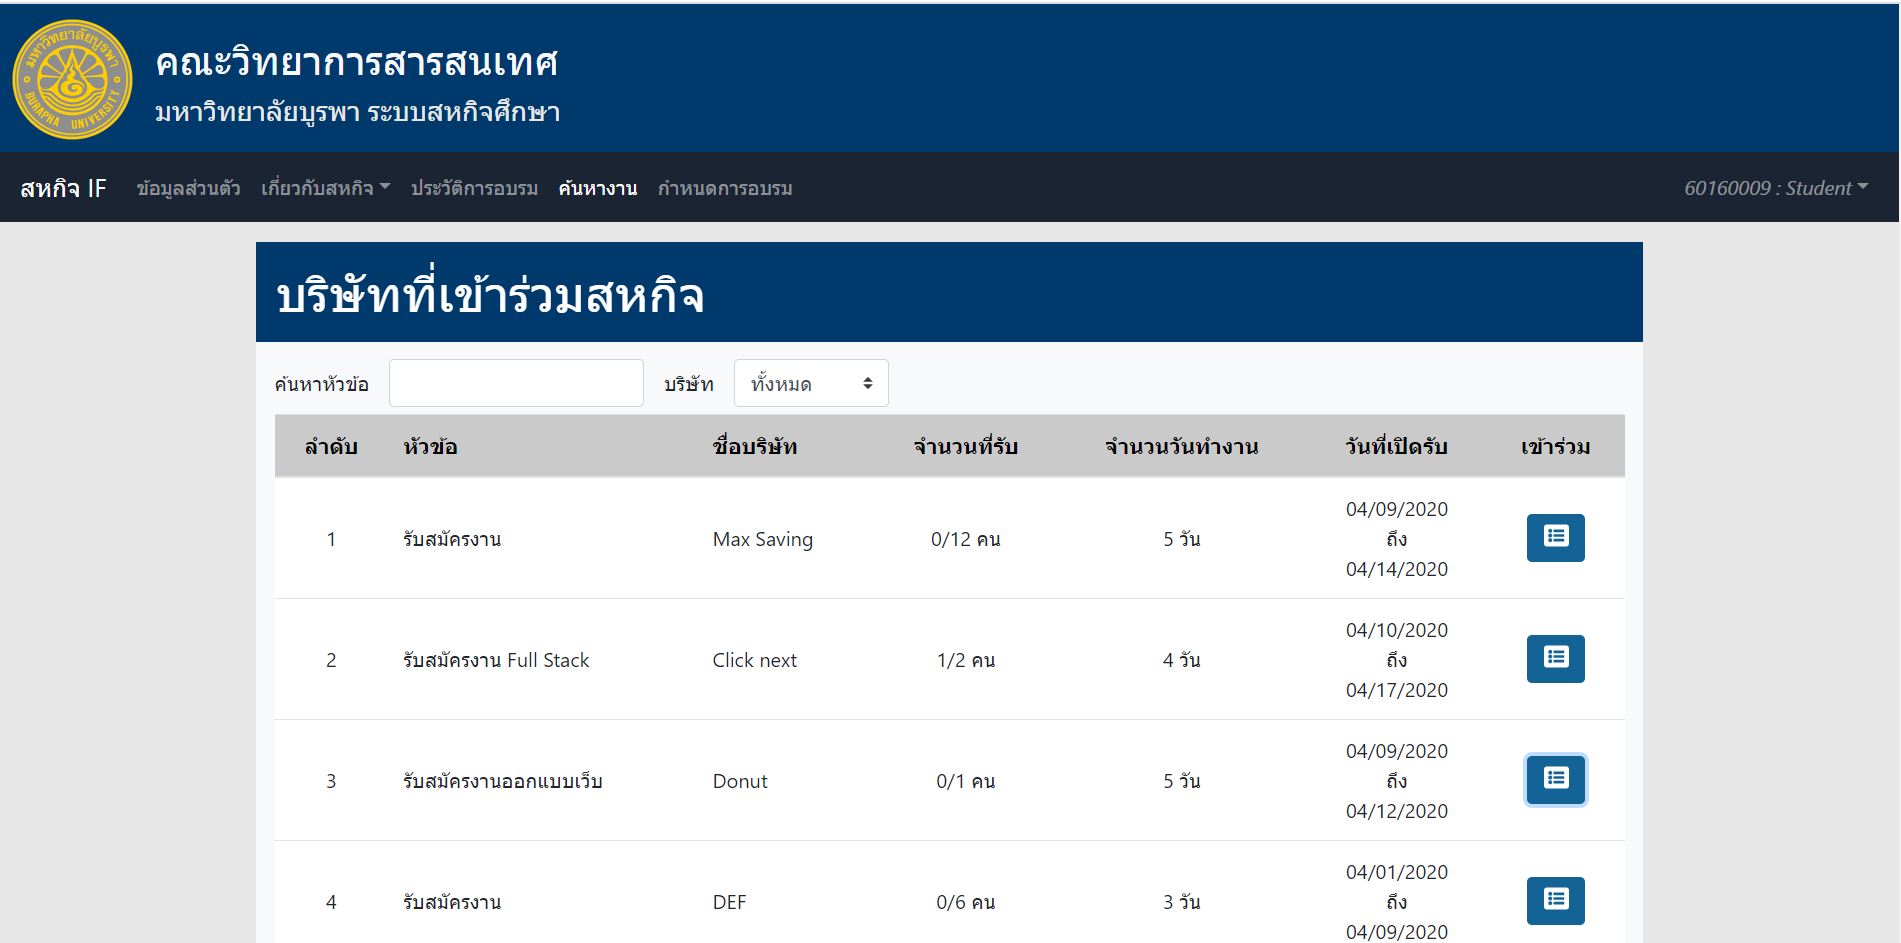 มหาวิทยาลัยบูรพา
BURAPHA UNIVERSITY
คณะวิทยาการสารสนเทศ
มหาวิทยาลัยบูรพา ระบบสหกิจศึกษา
สหกิจ IF ข้อมูลส่วนตัว เกี่ยวกับสหกิจ ประวัติการอบรม ค้นหางาน กำหนดการอบรม 60160009 : Student
บริษัทที่เข้าร่วมสหกิจ
ค้นหาหัวข้อ บริษัท ทั้งหมด
ลำดับ หัวข้อ ชื่อบริษัท จำนวนที่รับ จำนวนวันทำงาน วันที่เปิดรับ เข้าร่วม
04/09/2020
1 รับสมัครงาน Max Saving 0/12 คน 5 วัน ถึง
04/14/2020
04/10/2020
2 รับสมัครงาน Full Stack Click next 1/2 คน 4 วัน ถึง
04/17/2020
04/09/2020
3 รับสมัครงานออกแบบเว็บ Donut 0/1 คน 5 วัน ถึง
04/12/2020
04/01/2020
4 รับสมัครงาน DEF 0/6 คน 3 วัน ถึง
04/09/2020